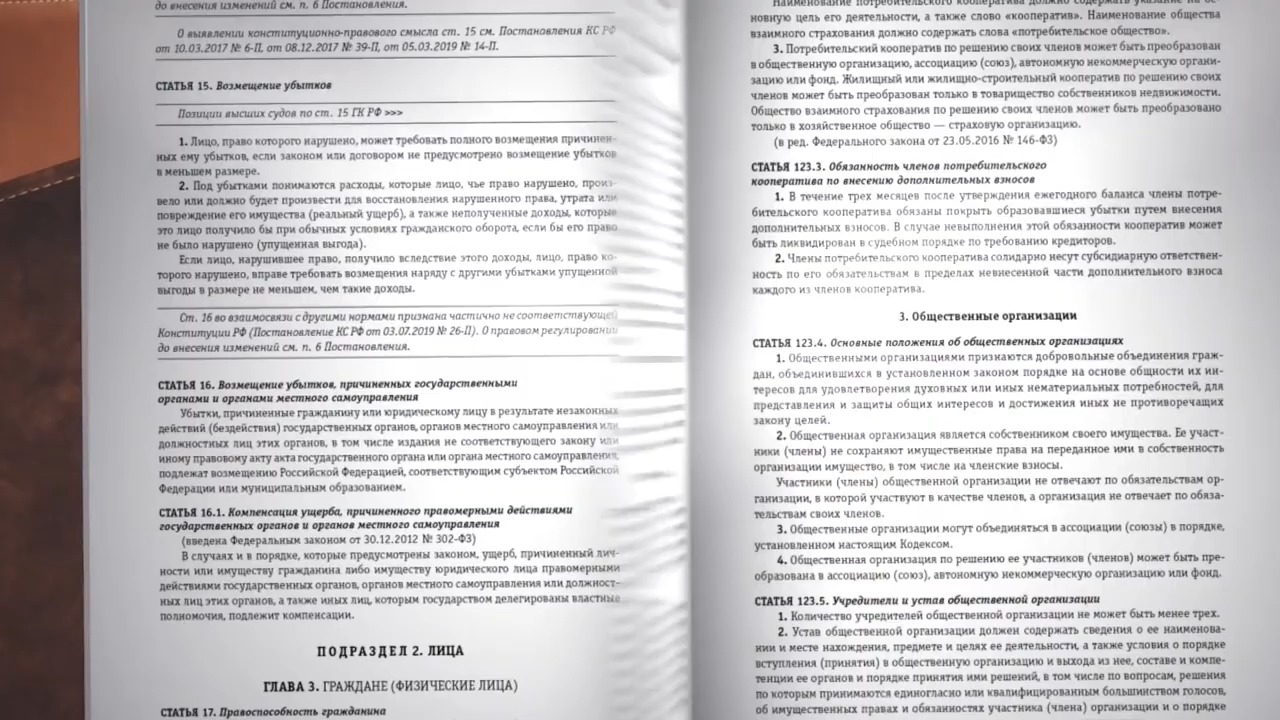 до внесения изменений см. п. 6 Постановления.
О выявлении конституционно-правового смысла ст. 15 см. Постановления КС РФ
от 10.03.2017 № 6-П, от 08.12.2017 № 39-П, от 05.03.2019 № 14-П.
СТАТЬЯ 15. Возмещение убытков
Позиции высших судов по ст. 15 ГК РФ >>>
1. Лицо, право которого нарушено, может требовать полного возмещения причинен-
ных ему убытков, если законом или договором не предусмотрено возмещение убытков
в меньшем размере.
2. Под убытками понимаются расходы, которые лицо, чье право нарушено, произ-
вело или должно будет произвести для восстановления нарушенного права, утрата или
повреждение его имущества (реальный ущерб), а также неполученные доходы, которые
это лицо получило бы при обычных условиях гражданского оборота, если бы его право
не было нарушено (упущенная выгода).
Если лицо, нарушившее право, получило вследствие этого доходы, лицо, право ко-
торого нарушено, вправе требовать возмещения наряду с другими убытками упущенной
выгоды в размере не меньшем, чем такие доходы.
Ст. 16 во взаимосвязи с другими нормами признана частично не соответствующей
Конституции РФ (Постановление КС РФ от 03.07.2019 № 26-П). О правовом регулировании
до внесения изменений см. п. 6 Постановления.
СТАТЬЯ 16. Возмещение убытков, причиненных государственными
органами и органами местного самоуправления
Убытки, причиненные гражданину или юридическому лицу в результате незаконных
действий (бездействия) государственных органов, органов местного самоуправления или
должностных лиц этих органов, в том числе издания не соответствующего закону или
иному правовому акту акта государственного органа или органа местного самоуправления,
подлежат возмещению Российской Федерацией, соответствующим субъектом Российской
Федерации или муниципальным образованием.
СТАТЬЯ 16.1. Компенсация ущерба, причиненного правомерными действиями
государственных органов и органов местного самоуправления
(введена Федеральным законом от 30.12.2012 № 302-ФЗ)
В случаях и в порядке, которые предусмотрены законом, ущерб, причиненный лич-
ности или имуществу гражданина либо имуществу юридического лица правомерными
действиями государственных органов, органов местного самоуправления или должност-
ных лиц этих органов, а также иных лиц, которым государством делегированы властные
полномочия, подлежит компенсации.
ПОДРАЗДЕЛ 2. ЛИЦА
ГЛАВА 3. ГРАЖДАНЕ (ФИЗИЧЕСКИЕ ЛИЦА)
СТАТЬЯ 17. Правоспособность гражданина
Наименование потребительского кооператива должно содержать указание на ос-
новную цель его деятельности, а также слово «кооператив». Наименование общества
взаимного страхования должно содержать слова «потребительское общество».
3. Потребительский кооператив по решению своих членов может быть преобразован
в общественную организацию, ассоциацию (союз), автономную некоммерческую органи-
зацию или фонд. Жилищный или жилищно-строительный кооператив по решению своих
членов может быть преобразован только в товарищество собственников недвижимости.
Общество взаимного страхования по решению своих членов может быть преобразовано
только в хозяйственное общество — страховую организацию.
(в ред. Федерального закона от 23.05.2016 № 146-ФЗ)
СТАТЬЯ 123.3. Обязанность членов потребительского
кооператива по внесению дополнительных взносов
1. В течение трех месяцев после утверждения ежегодного баланса члены потре-
бительского кооператива обязаны покрыть образовавшиеся убытки путем внесения
дополнительных взносов. В случае невыполнения этой обязанности кооператив может
быть ликвидирован в судебном порядке по требованию кредиторов.
2. Члены потребительского кооператива солидарно несут субсидиарную ответствен-
ность по его обязательствам в пределах невнесенной части дополнительного взноса
каждого из членов кооператива.
3. Общественные организации
СТАТЬЯ 123.4. Основные положения об общественных организациях
1. Общественными организациями признаются добровольные объединения граж-
дан, объединившихся в установленном законом порядке на основе общности их ин-
тересов для удовлетворения духовных или иных нематериальных потребностей, для
представления и защиты общих интересов и достижения иных не противоречащих
закону целей.
2. Общественная организация является собственником своего имущества. Ее участ-
ники (члены) не сохраняют имущественные права на переданное ими в собственность
организации имущество, в том числе на членские взносы.
Участники (члены) общественной организации не отвечают по обязательствам ор-
ганизации, в которой участвуют в качестве членов, а организация не отвечает по обяза-
тельствам своих членов.
3. Общественные организации могут объединяться в ассоциации (союзы) в порядке,
установленном настоящим Кодексом.
4. Общественная организация по решению ее участников (членов) может быть пре-
образована в ассоциацию (союз), автономную некоммерческую организацию или фонд.
СТАТЬЯ 123.5. Учредители и устав общественной организации
1. Количество учредителей общественной организации не может быть менее трех.
2. Устав общественной организации должен содержать сведения о ее наименова-
нии и месте нахождения, предмете и целях ее деятельности, а также условия о порядке
вступления (принятия) в общественную организацию и выхода из нее, составе и компе-
тенции ее органов и порядке принятия ими решений, в том числе по вопросам, решения
по которым принимаются единогласно или квалифицированным большинством голосов,
об имущественных правах и обязанностях участника (члена) организации и о порядке